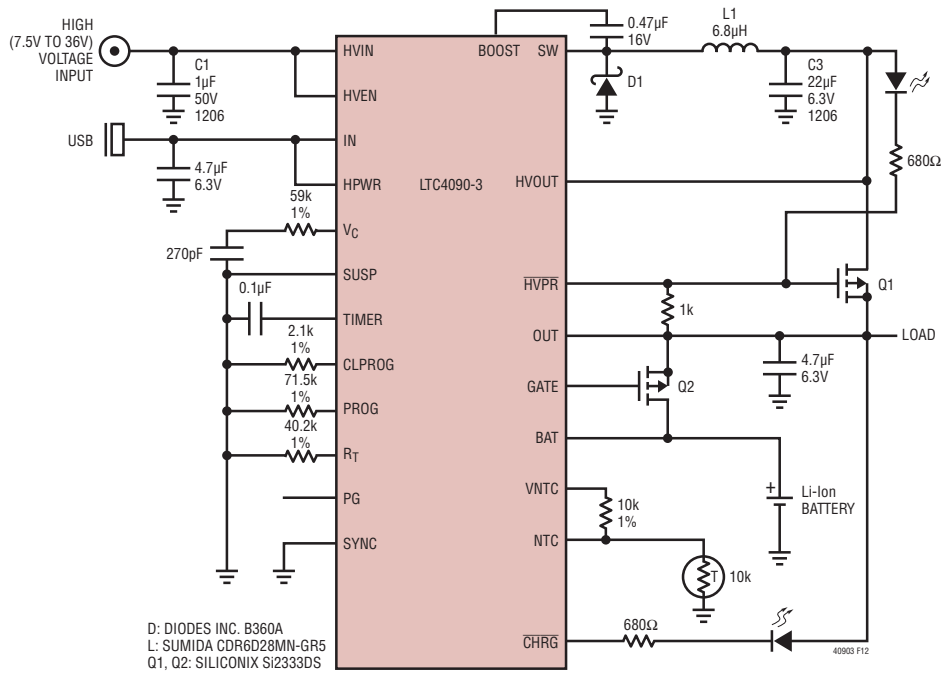 HIGH
(7.5V TO 36V)
VOLTAGE
INPUT
C1
1µF
50V
1206
USB
4.7µF
6.3V
59k
1%
270pF
0.1µF
2.1k
1%
71.5k
1%
40.2k
1%
HVIN
HVEN
IN
HPWR
VC
SUSP
TIMER
CLPROG
PROG
RT
PG
SYNC
LTC4090-3
BOOST
SW
HVOUT
HVPR
OUT
GATE
BAT
VNTC
NTC
CHRG
0.47µF
16V
D1
L1
6.8µH
C3
22µF
6.3V
1206
680Ω
Q1
1k
LOAD
4.7µF
6.3V
Q2
+
Li-Ion
BATTERY
10k
1%
T
10k
680Ω
40903 F12
D: DIODES INC. B360A
L: SUMIDA CDR6D28MN-GR5
Q1, Q2: SILICONIX Si2333DS